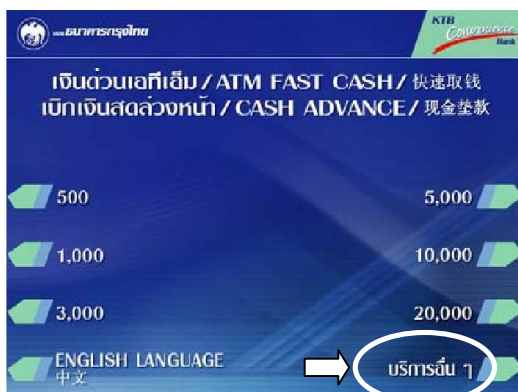 บมจ.ธนาคารกรุงไทย
KTB
Convenience
Bank
เงินด่วนเอทีเอ็ม/ATM FAST CASH/快速取钱
เบิกเงินสดล่วงหน้า/CASH ADVANCE/现金垫款
500
5,000
1,000
10,000
3,000
20,000
ENGLISH LANGUAGE
中文
บริการอื่น ๆ